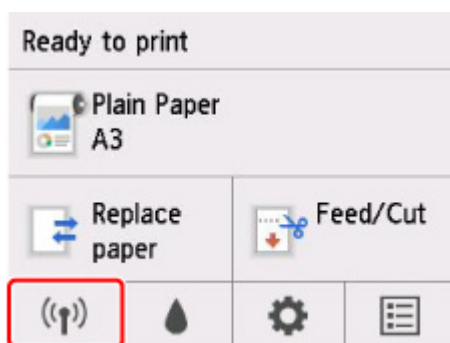 Ready to print
Plain Paper
A3
Replace
paper
Feed/Cut